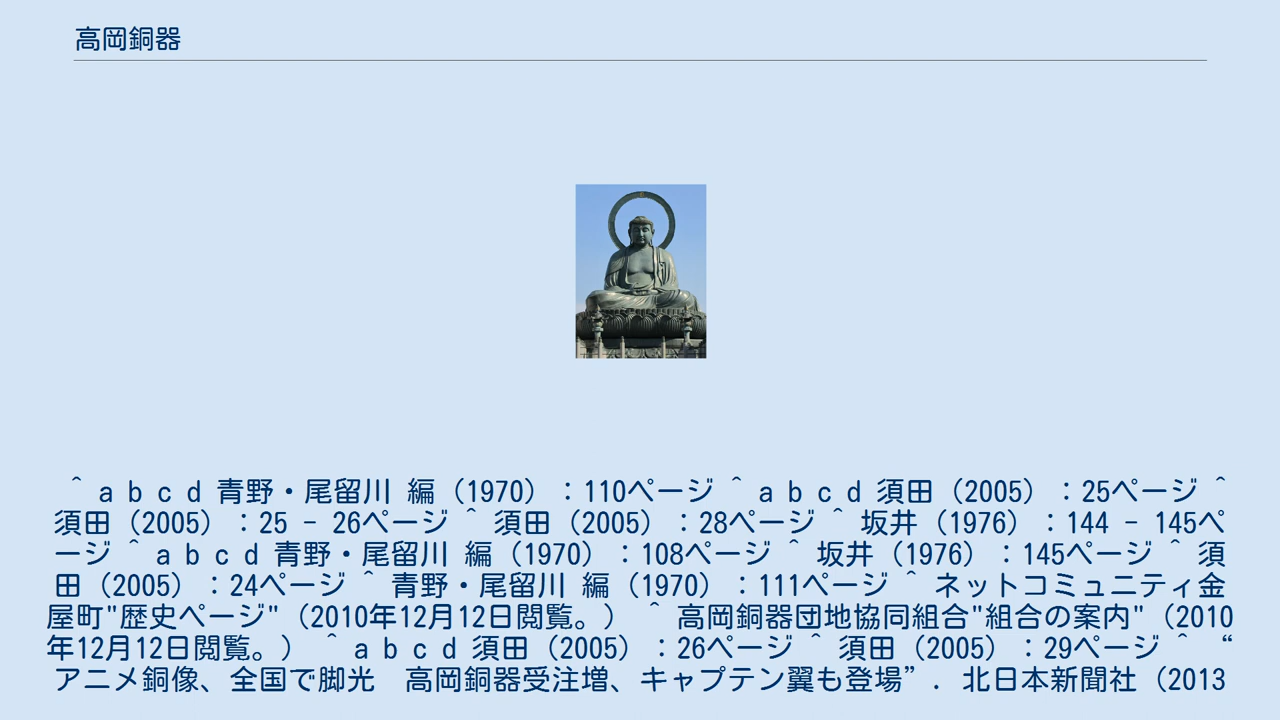 高岡銅器
^ a b c d 青野・尾留川 編（1970）：110ページ ^ a b c d 須田（2005）：25ページ ^
須田（2005）：25 - 26ページ ^ 須田（2005）：28ページ ^ 坂井（1976）：144 - 145ペ
ージ ^ a b c d 青野・尾留川 編（1970）：108ページ ^ 坂井（1976）：145ページ ^ 須
田（2005）：24ページ ^ 青野・尾留川 編（1970）：111ページ ^ ネットコミュニティ金
屋町"歴史ページ"（2010年12月12日閲覧。） ^ 高岡銅器団地協同組合"組合の案内"（2010
年12月12日閲覧。） ^ a b c d 須田（2005）：26ページ ^ 須田（2005）：29ページ ^ “
アニメ銅像、全国で脚光　高岡銅器受注増、キャプテン翼も登場”. 北日本新聞社（2013